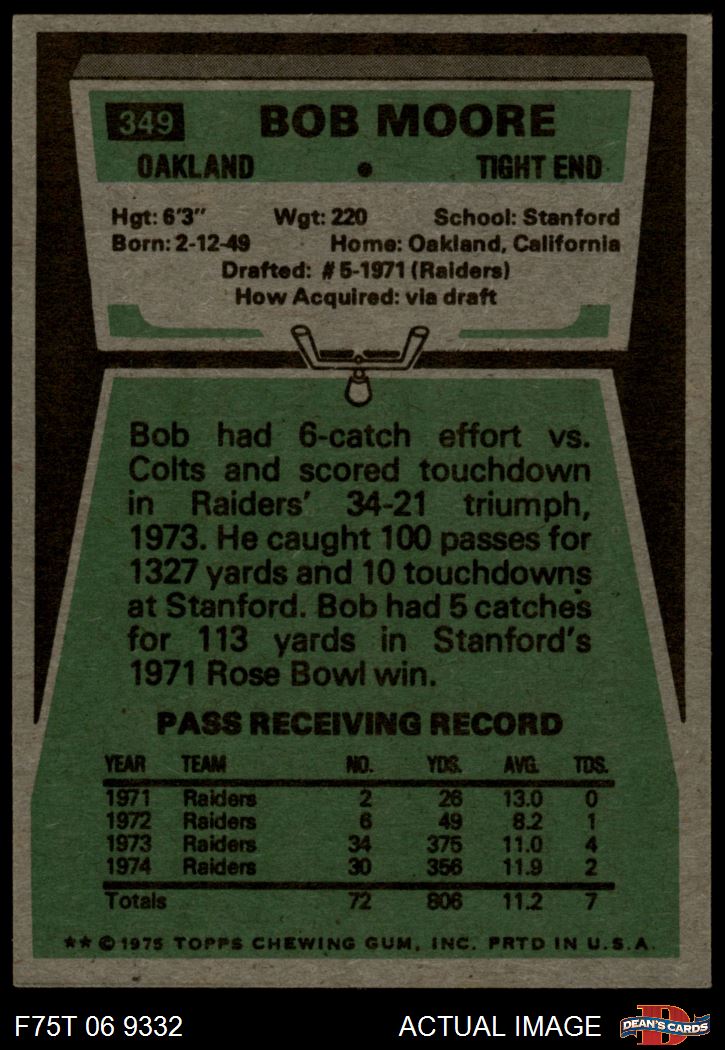 349 BOB MOORE
OAKLAND • TIGHT END
Hgt: 6'3" Wgt: 220 School: Stanford
Born: 2-12-49 Home: Oakland, California
Drafted: #5-1971 (Raiders)
How Acquired: via draft
Bob had 6-catch effort vs.
Colts and scored touchdown
in Raiders' 34-21 triumph,
1973. He caught 100 passes for
1327 yards and 10 touchdowns
at Stanford. Bob had 5 catches
for 113 yards in Stanford's
1971 Rose Bowl win.
PASS RECEIVING RECORD
YEAR TEAM NO. YDS. AVG. TDS.
1971 Raiders 2 26 13.0 0
1972 Raiders 6 49 8.2 1
1973 Raiders 34 375 11.0 4
1974 Raiders 30 356 11.9 2
Totals 72 806 11.2 7
★★ © 1975 TOPPS CHEWING GUM, INC. PRTD IN U.S.A.
F75T 06 9332 ACTUAL IMAGE D DEAN'S CARDS